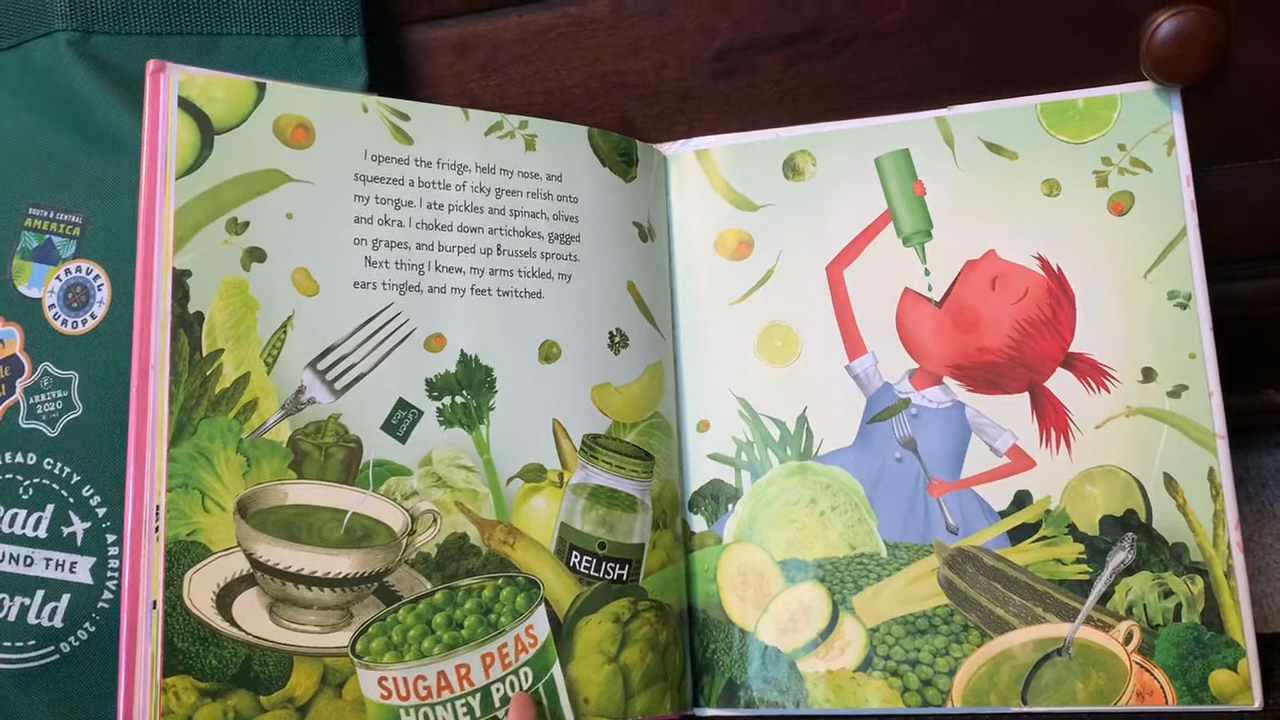 I opened the fridge, held my nose, and
squeezed a bottle of icky green relish onto
my tongue. I ate pickles and spinach, olives
and okra. I choked down artichokes, gagged
on grapes, and burped up Brussels sprouts.
Next thing I knew, my arms tickled, my
ears tingled, and my feet twitched.
Green
Tea
RELISH
SUGAR PEAS
HONEY POD
SOUTH & CENTRAL
AMERICA
TRAVEL
EUROPE
ARRIVED
2020
EAD CITY USA : ARRIVAL : 2020
ead
UND THE
orld